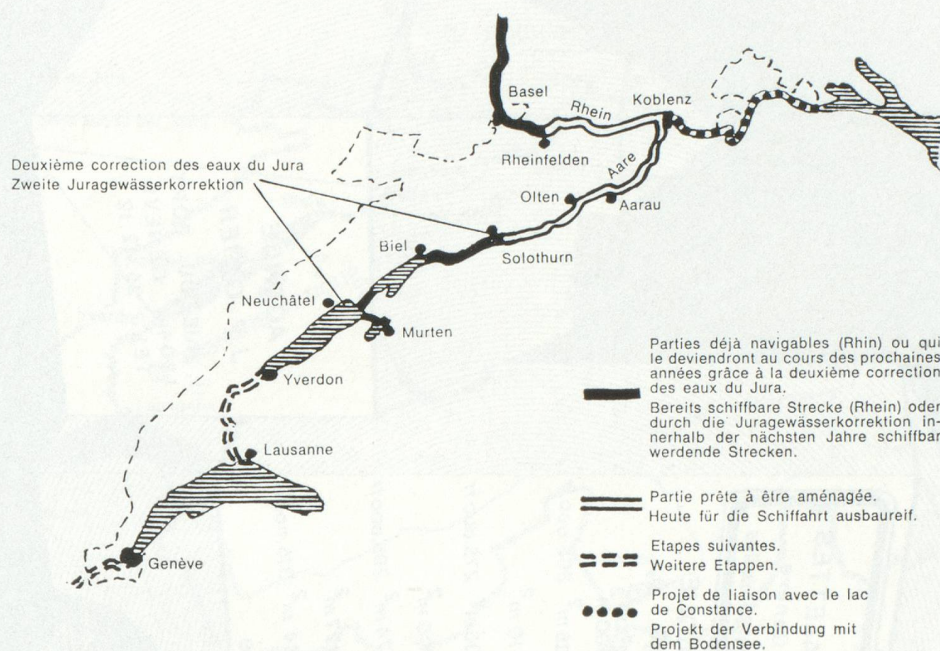 Basel
Rhein
Koblenz
Rheinfelden
Deuxième correction des eaux du Jura
Zweite Juragewässerkorrektion
Aare
Olten
Aarau
Biel
Solothurn
Neuchâtel
Murten
Yverdon
Lausanne
Genève
Parties déjà navigables (Rhin) ou qui
le deviendront au cours des prochaines
années grâce à la deuxième correction
des eaux du Jura.
Bereits schiffbare Strecke (Rhein) oder
durch die Juragewässerkorrektion in-
nerhalb der nächsten Jahre schiffbar
werdende Strecken.
Partie prête à être aménagée.
Heute für die Schiffahrt ausbaureif.
Etapes suivantes.
Weitere Etappen.
Projet de liaison avec le lac
de Constance.
Projekt der Verbindung mit
dem Bodensee.